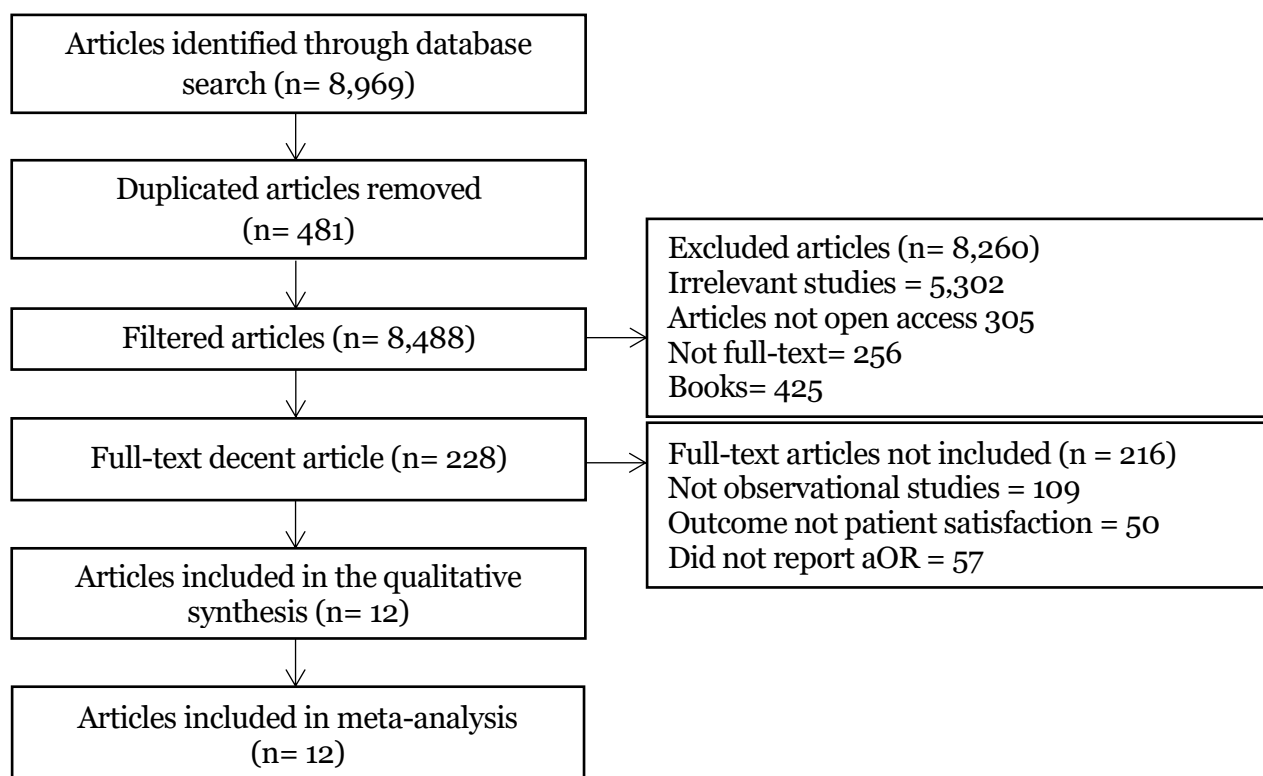 Articles identified through database
search (n= 8,969)
Duplicated articles removed
(n= 481)
Filtered articles (n= 8,488)
Excluded articles (n= 8,260)
Irrelevant studies = 5,302
Articles not open access 305
Not full-text= 256
Books= 425
Full-text decent article (n= 228)
Full-text articles not included (n = 216)
Not observational studies = 109
Outcome not patient satisfaction = 50
Did not report aOR = 57
Articles included in the qualitative
synthesis (n= 12)
Articles included in meta-analysis
(n= 12)